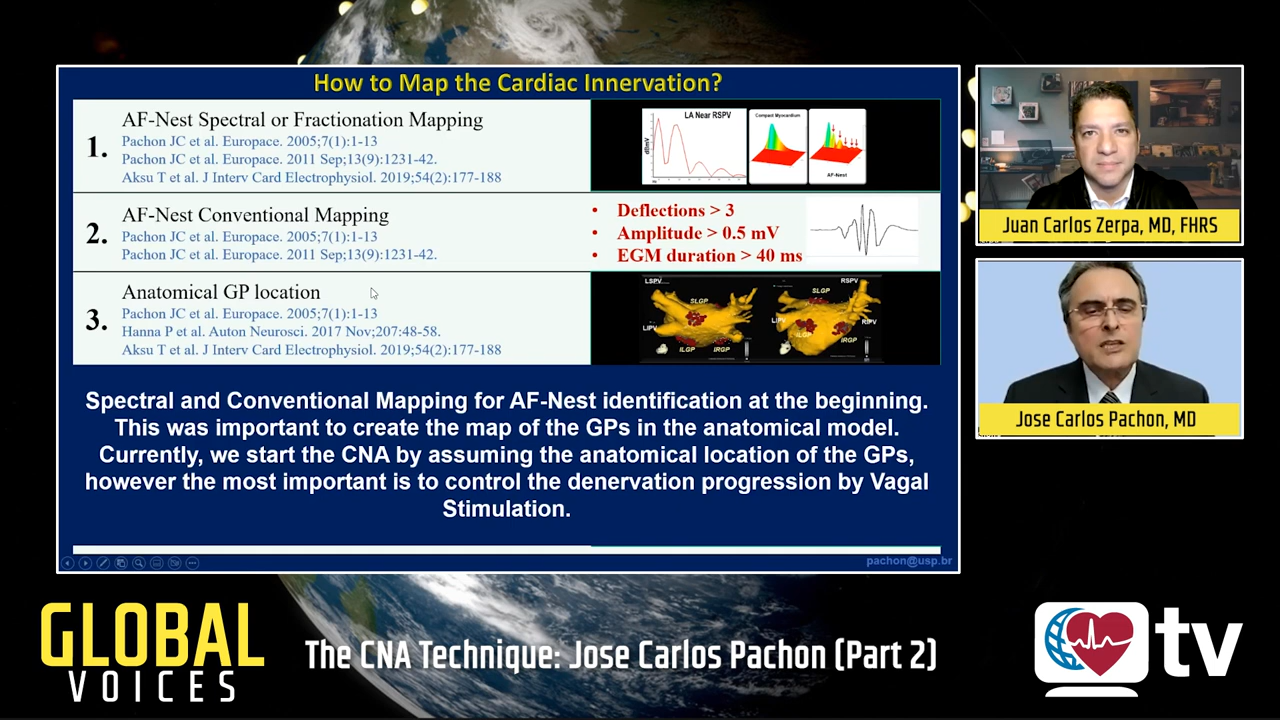 How to Map the Cardiac Innervation?
1.
AF-Nest Spectral or Fractionation Mapping
Pachon JC et al. Europace. 2005;7(1):1-13
Pachon JC et al. Europace. 2011 Sep;13(9):1231-42.
Aksu T et al. J Interv Card Electrophysiol. 2019;54(2):177-188
LA Near RSPV
Compact Myocardium
AF-Nest
2.
AF-Nest Conventional Mapping
Pachon JC et al. Europace. 2005;7(1):1-13
Pachon JC et al. Europace. 2011 Sep;13(9):1231-42.
• Deflections > 3
• Amplitude > 0.5 mV
• EGM duration > 40 ms
3.
Anatomical GP location
Pachon JC et al. Europace. 2005;7(1):1-13
Hanna P et al. Auton Neurosci. 2017 Nov;207:48-58.
Aksu T et al. J Interv Card Electrophysiol. 2019;54(2):177-188
LSPV
SLGP
LIPV
ILGP
IRGP
SLGP
RSPV
RIPV
ILGP
IRGP
Spectral and Conventional Mapping for AF-Nest identification at the beginning.
This was important to create the map of the GPs in the anatomical model.
Currently, we start the CNA by assuming the anatomical location of the GPs,
however the most important is to control the denervation progression by Vagal
Stimulation.
pachon@usp.br
Juan Carlos Zerpa, MD, FHRS
Jose Carlos Pachon, MD
GLOBAL
VOICES
The CNA Technique: Jose Carlos Pachon (Part 2)
tv